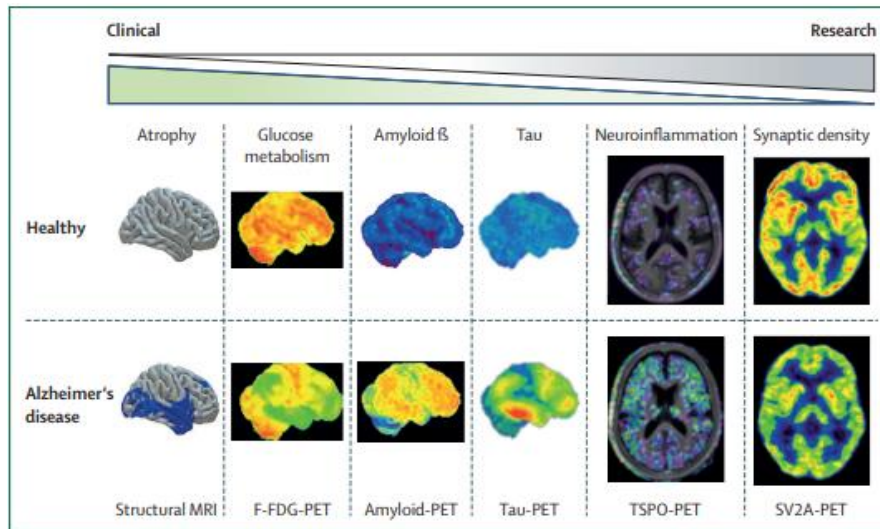 Clinical Research
Atrophy Glucose metabolism Amyloid ß Tau Neuroinflammation Synaptic density
Healthy
Alzheimer's disease
Structural MRI F-FDG-PET Amyloid-PET Tau-PET TSPO-PET SV2A-PET